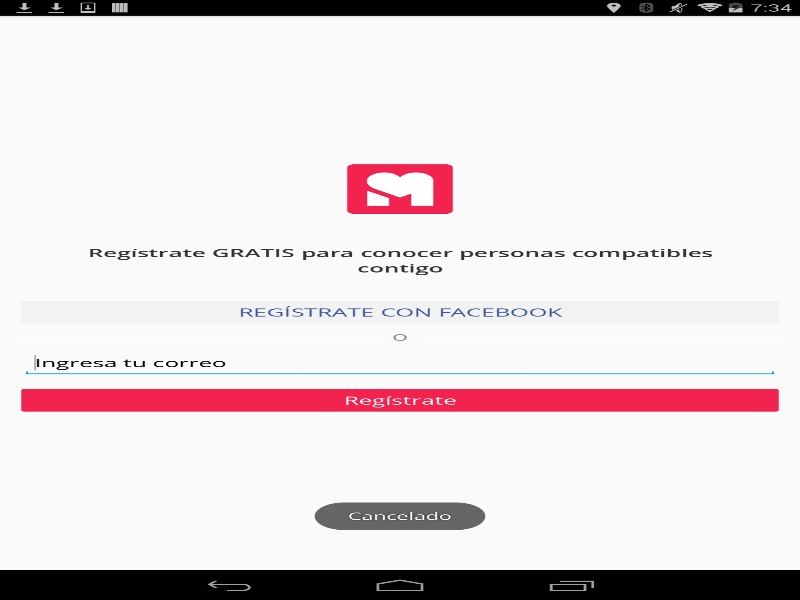 7:34
Regístrate GRATIS para conocer personas compatibles
contigo
REGÍSTRATE CON FACEBOOK
O
Ingresa tu correo
Regístrate
Cancelado